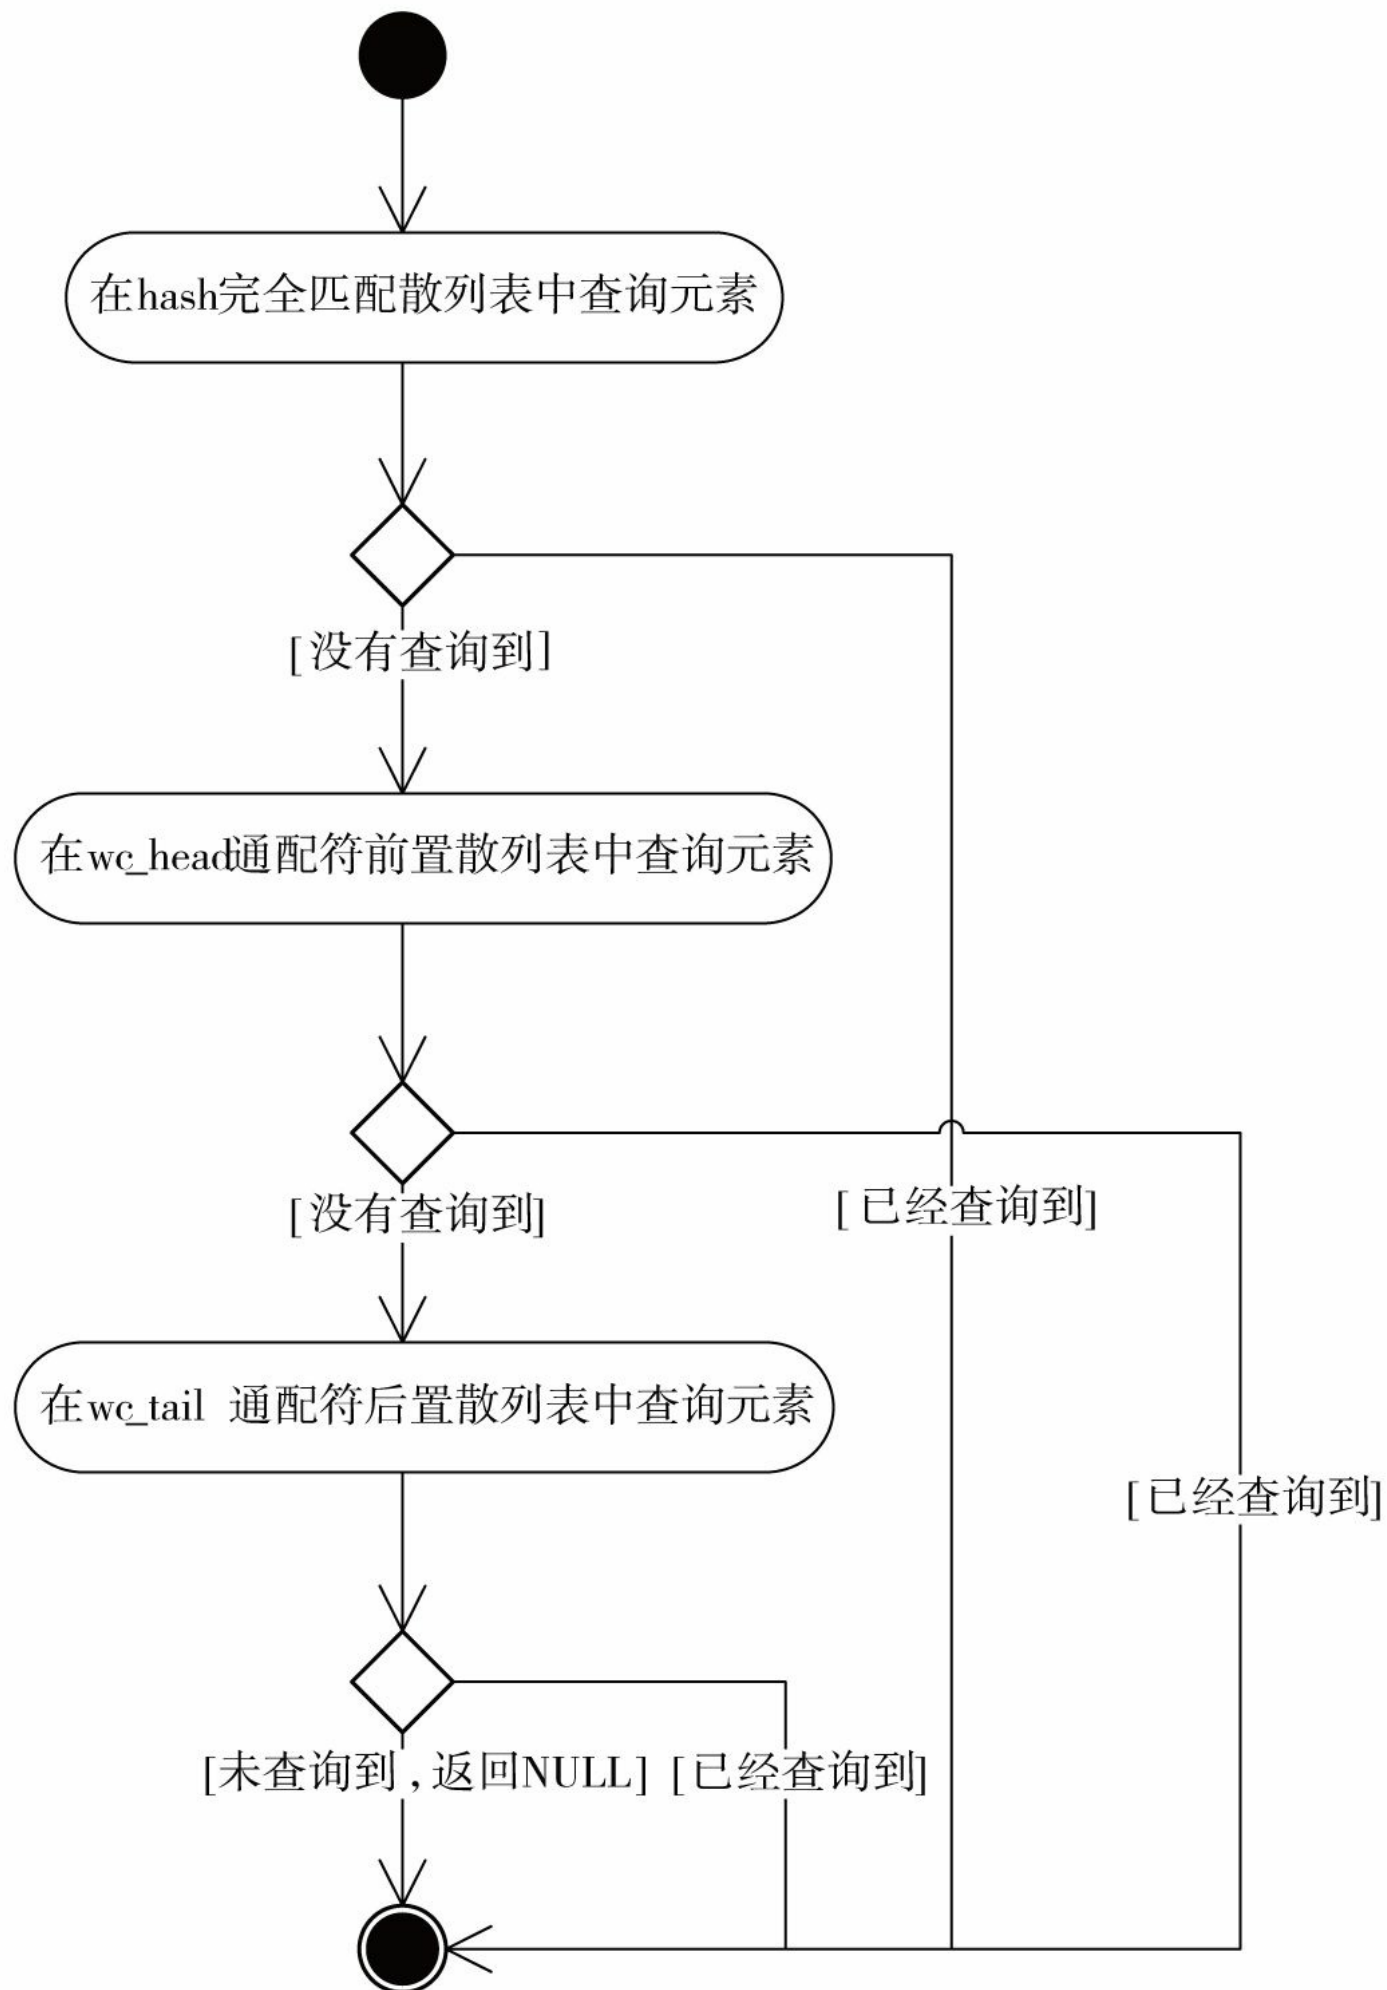 在hash完全匹配散列表中查询元素
[没有查询到]
在wc_head通配符前置散列表中查询元素
[没有查询到]
[已经查询到]
在wc_tail 通配符后置散列表中查询元素
[已经查询到]
[未查询到,返回NULL] [已经查询到]